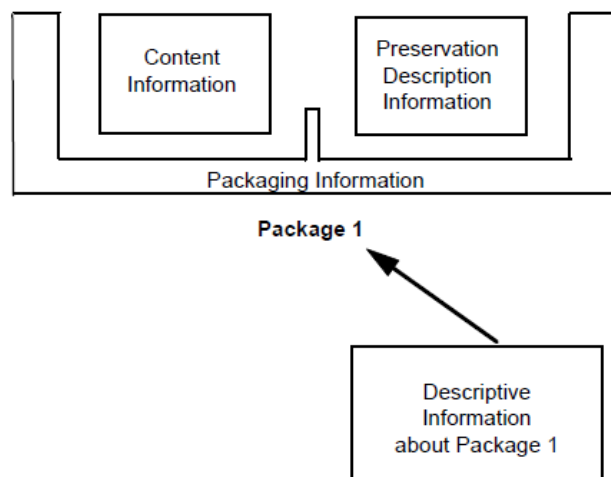 Content
Information
Preservation
Description
Information
Packaging Information
Package 1
Descriptive
Information
about Package 1